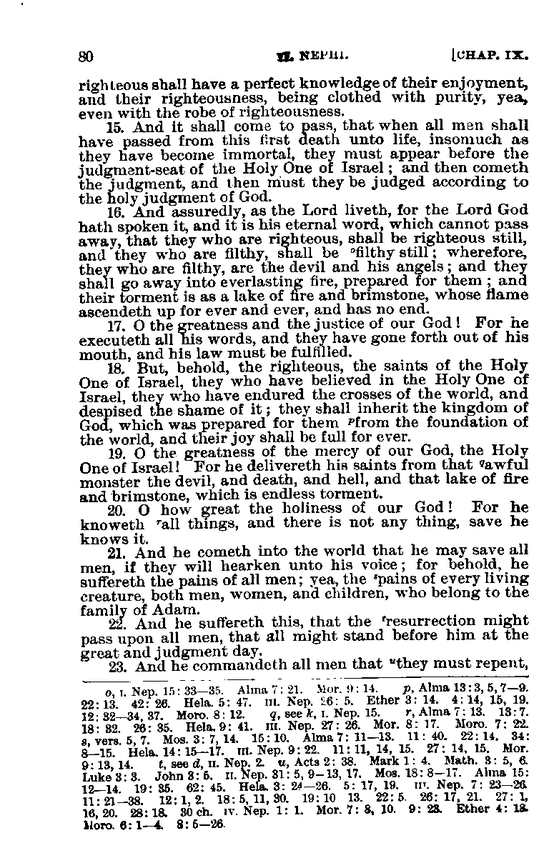 80 II. NEPHI. [CHAP. IX.
righteous shall have a perfect knowledge of their enjoyment,
and their righteousness, being clothed with purity, yea,
even with the robe of righteousness.
15. And it shall come to pass, that when all men shall
have passed from this first death unto life, insomuch as
they have become immortal, they must appear before the
judgment-seat of the Holy One of Israel; and then cometh
the judgment, and then must they be judged according to
the holy judgment of God.
16. And assuredly, as the Lord liveth, for the Lord God
hath spoken it, and it is his eternal word, which cannot pass
away, that they who are righteous, shall be righteous still,
and they who are filthy, shall be ᵒfilthy still; wherefore,
they who are filthy, are the devil and his angels; and they
shall go away into everlasting fire, prepared for them; and
their torment is as a lake of fire and brimstone, whose flame
ascendeth up for ever and ever, and has no end.
17. O the greatness and the justice of our God! For he
executeth all his words, and they have gone forth out of his
mouth, and his law must be fulfilled.
18. But, behold, the righteous, the saints of the Holy
One of Israel, they who have believed in the Holy One of
Israel, they who have endured the crosses of the world, and
despised the shame of it; they shall inherit the kingdom of
God, which was prepared for them ᵖfrom the foundation of
the world, and their joy shall be full for ever.
19. O the greatness of the mercy of our God, the Holy
One of Israel! For he delivereth his saints from that qawful
monster the devil, and death, and hell, and that lake of fire
and brimstone, which is endless torment.
20. O how great the holiness of our God! For he
knoweth ʳall things, and there is not any thing, save he
knows it.
21. And he cometh into the world that he may save all
men, if they will hearken unto his voice; for behold, he
suffereth the pains of all men; yea, the ˢpains of every living
creature, both men, women, and children, who belong to the
family of Adam.
22. And he suffereth this, that the ᵗresurrection might
pass upon all men, that all might stand before him at the
great and judgment day.
23. And he commandeth all men that ᵘthey must repent,
o, I. Nep. 15: 33—35. Alma 7: 21. Mor. 9: 14. p, Alma 13: 3, 5, 7—9.
22: 13. 42: 26. Hela. 5: 47. III. Nep. 26: 5. Ether 3: 14. 4: 14, 15, 19.
12: 32—34, 37. Moro. 8: 12. q, see k, I. Nep. 15. r, Alma 7: 13. 13: 7.
18: 32. 26: 35. Hela. 9: 41. III. Nep. 27: 26. Mor. 8: 17. Moro. 7: 22.
s, vers. 5, 7. Mos. 3: 7, 14. 15: 10. Alma 7: 11—13. 11: 40. 22: 14. 34:
8—15. Hela. 14: 15—17. III. Nep. 9: 22. 11: 11, 14, 15. 27: 14, 15. Mor.
9: 13, 14. t, see d, II. Nep. 2. u, Acts 2: 38. Mark 1: 4. Math. 3: 5, 6.
Luke 3: 3. John 3: 5. II. Nep. 31: 5, 9—13, 17. Mos. 18: 8—17. Alma 15:
12—14. 19: 35. 62: 45. Hela. 3: 24—26. 5: 17, 19. III. Nep. 7: 23—26.
11: 21—38. 12: 1, 2. 18: 5, 11, 30. 19: 10 13. 22: 5. 26: 17, 21. 27: 1,
16, 20. 28: 18. 30 ch. IV. Nep. 1: 1. Mor. 7: 8, 10. 9: 23. Ether 4: 18.
Moro. 6: 1—4. 8: 5—26.